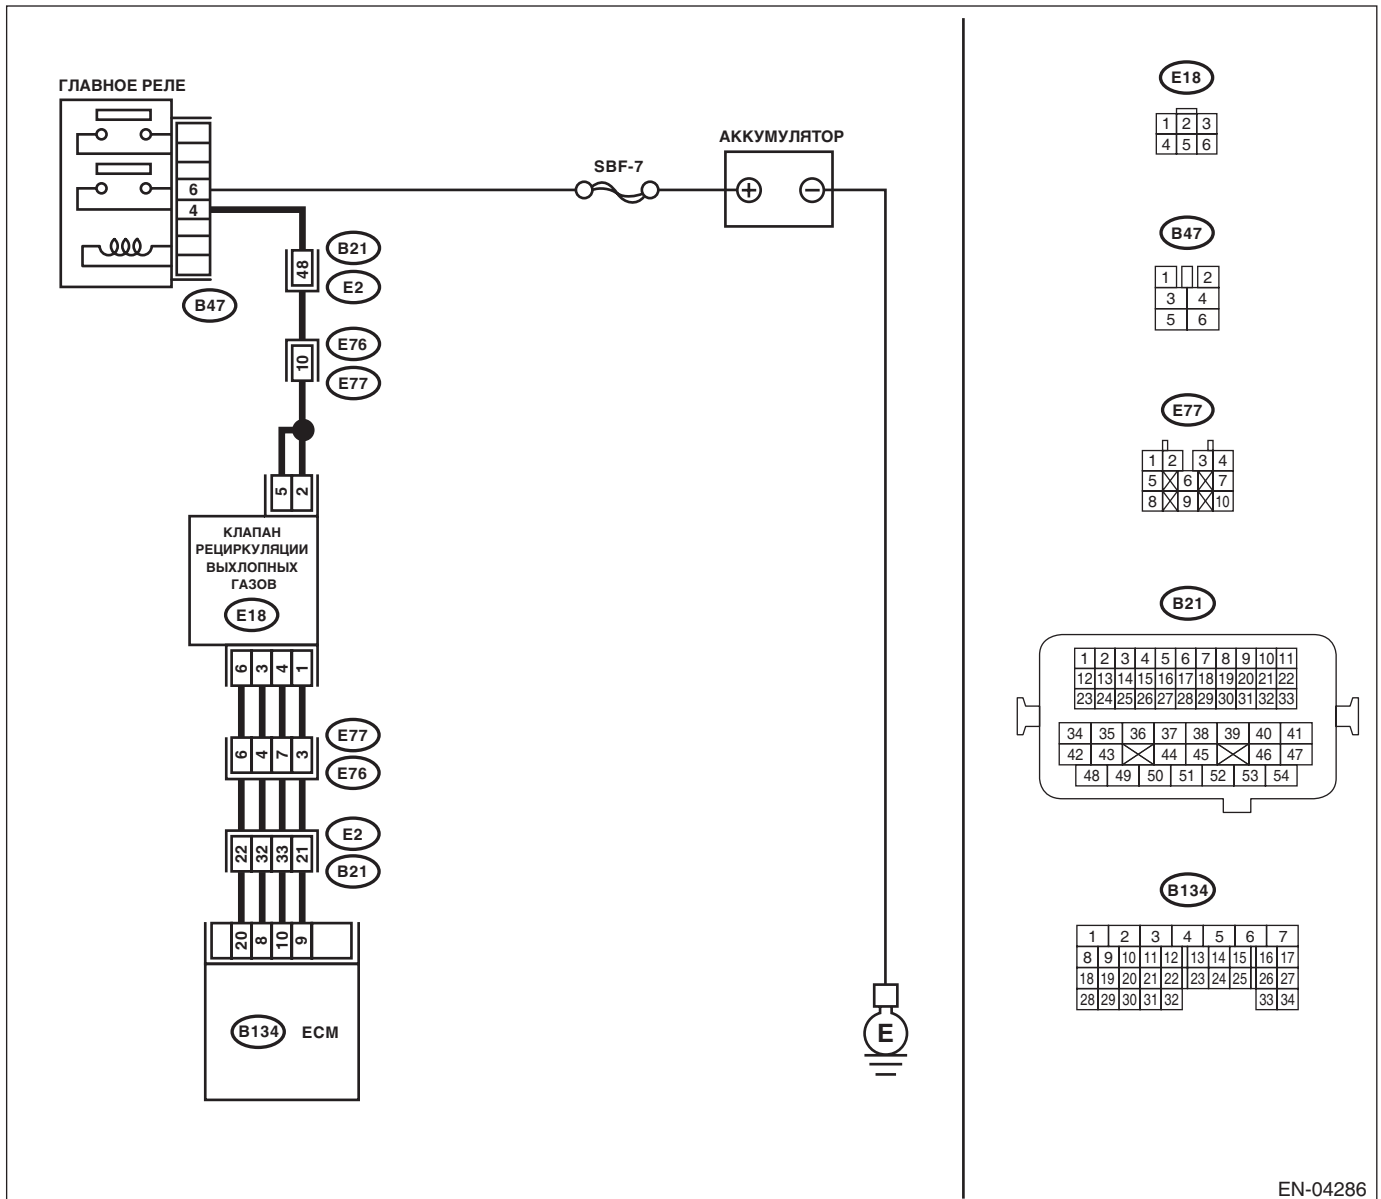 ГЛАВНОЕ РЕЛЕ
6
4
B47
SBF-7
АККУМУЛЯТОР
+ −
48
B21
E2
10
E76
E77
5 2
КЛАПАН
РЕЦИРКУЛЯЦИИ
ВЫХЛОПНЫХ
ГАЗОВ
E18
6 3 4 1
6 4 7 3
E77
E76
22 32 33 21
E2
B21
20 8 10 9
B134 ECM
E
E18
1 2 3
4 5 6
B47
1 2
3 4
5 6
E77
1 2 3 4
5 6 7
8 9 10
B21
1 2 3 4 5 6 7 8 9 10 11
12 13 14 15 16 17 18 19 20 21 22
23 24 25 26 27 28 29 30 31 32 33
34 35 36 37 38 39 40 41
42 43 44 45 46 47
48 49 50 51 52 53 54
B134
1 2 3 4 5 6 7
8 9 10 11 12 13 14 15 16 17
18 19 20 21 22 23 24 25 26 27
28 29 30 31 32 33 34
EN-04286